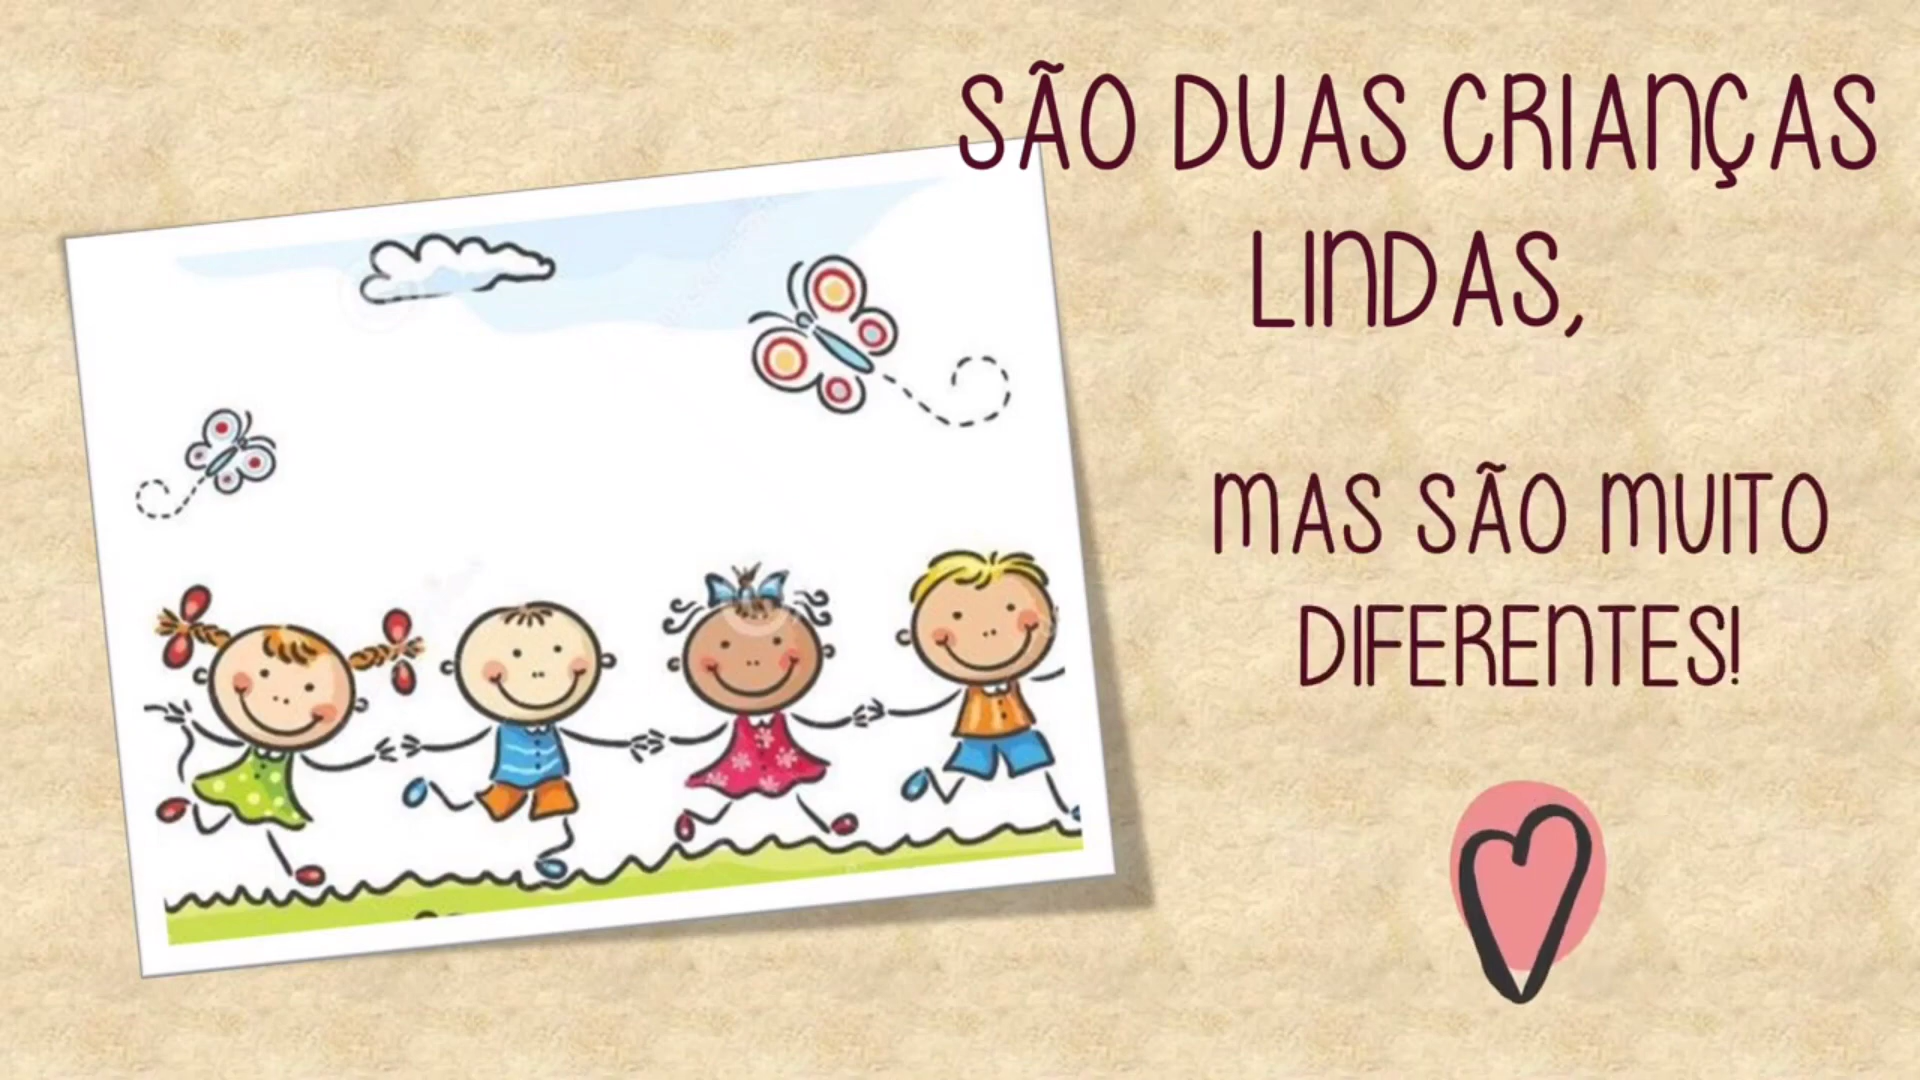 SÃO DUAS CRIANÇAS
LINDAS,
MAS SÃO MUITO
DIFERENTES!